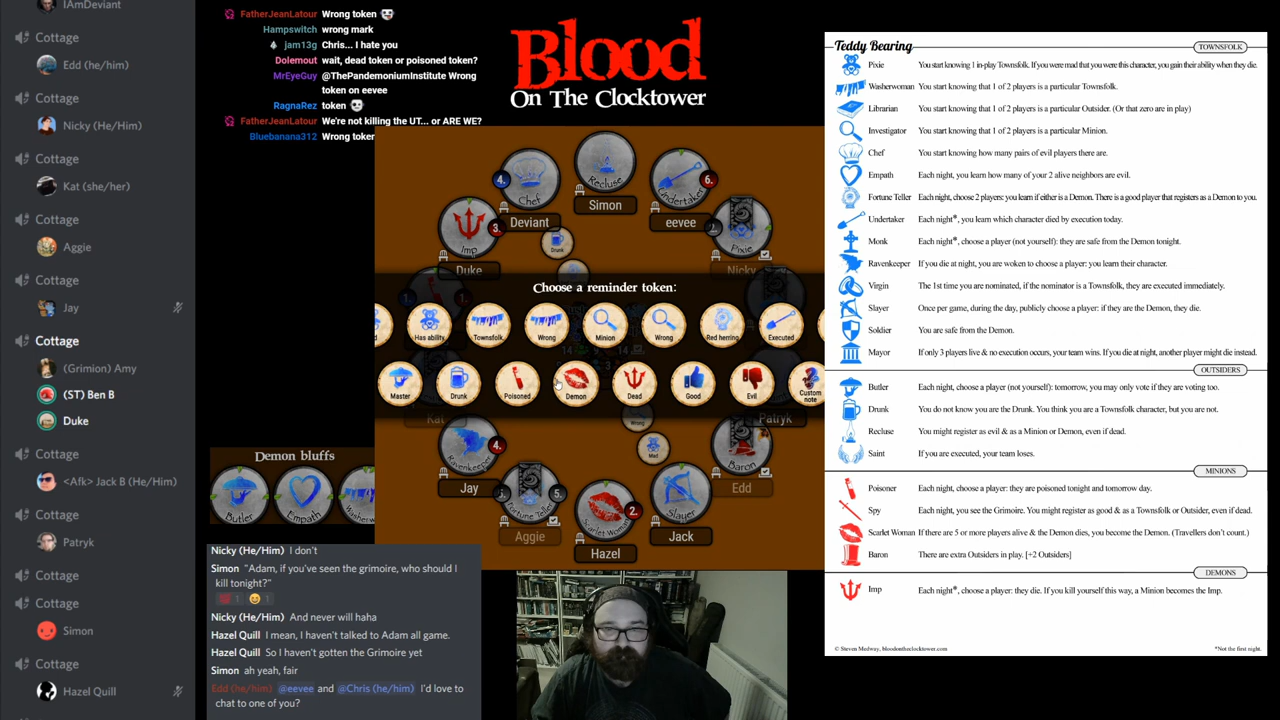 IAmDeviant
Cottage
Edd (he/him)
Cottage
Nicky (He/Him)
Cottage
Kat (she/her)
Cottage
Aggie
Cottage
Jay
Cottage
(Grimion) Amy
(ST) Ben B
Duke
Cottage
<Afk> Jack B (He/Him)
Cottage
Patryk
Cottage
Cottage
Simon
Cottage
Hazel Quill
FatherJeanLatour Wrong token
Hampswitch wrong mark
jam13g Chris... I hate you
Dolemout wait, dead token or poisoned token?
MrEyeGuy @ThePandemoniumInstitute Wrong
token on eevee
RagnaRez token
FatherJeanLatour We're not killing the UT... or ARE WE?
Bluebanana312 Wrong token
Blood
On The Clocktower
Chef
4.
Deviant
Recluse
Simon
Undertaker
6.
eevee
Imp
3.
Duke
Drunk
Pixie
Nicky
Choose a reminder token:
Has ability
Townsfolk
Wrong
Minion
Wrong
Red herring
Executed
Master
Drunk
Poisoned
Demon
Dead
Good
Evil
Custom
note
Kat
Patryk
Wrong
Mad
Ravenkeeper
4.
Jay
Fortune Teller
5.
Aggie
Scarlet Woman
2.
Hazel
Slayer
Jack
Baron
Edd
Demon bluffs
Butler
Empath
Nicky (He/Him) I don't
Simon "Adam, if you've seen the grimoire, who should I
kill tonight?"
1
1
Nicky (He/Him) And never will haha
Hazel Quill I mean, I haven't talked to Adam all game.
Hazel Quill So I haven't gotten the Grimoire yet
Simon ah yeah, fair
Edd (he/him) @eevee and @Chris (he/him) I'd love to
chat to one of you?
Teddy Bearing
TOWNSFOLK
Pixie You start knowing 1 in-play Townsfolk. If you were mad that you were this character, you gain their ability when they die.
Washerwoman You start knowing that 1 of 2 players is a particular Townsfolk.
Librarian You start knowing that 1 of 2 players is a particular Outsider. (Or that zero are in play)
Investigator You start knowing that 1 of 2 players is a particular Minion.
Chef You start knowing how many pairs of evil players there are.
Empath Each night, you learn how many of your 2 alive neighbors are evil.
Fortune Teller Each night, choose 2 players: you learn if either is a Demon. There is a good player that registers as a Demon to you.
Undertaker Each night*, you learn which character died by execution today.
Monk Each night*, choose a player (not yourself): they are safe from the Demon tonight.
Ravenkeeper If you die at night, you are woken to choose a player: you learn their character.
Virgin The 1st time you are nominated, if the nominator is a Townsfolk, they are executed immediately.
Slayer Once per game, during the day, publicly choose a player: if they are the Demon, they die.
Soldier You are safe from the Demon.
Mayor If only 3 players live & no execution occurs, your team wins. If you die at night, another player might die instead.
OUTSIDERS
Butler Each night, choose a player (not yourself): tomorrow, you may only vote if they are voting too.
Drunk You do not know you are the Drunk. You think you are a Townsfolk character, but you are not.
Recluse You might register as evil & as a Minion or Demon, even if dead.
Saint If you are executed, your team loses.
MINIONS
Poisoner Each night, choose a player: they are poisoned tonight and tomorrow day.
Spy Each night, you see the Grimoire. You might register as good & as a Townsfolk or Outsider, even if dead.
Scarlet Woman If there are 5 or more players alive & the Demon dies, you become the Demon. (Travellers don't count.)
Baron There are extra Outsiders in play. [+2 Outsiders]
DEMONS
Imp Each night*, choose a player: they die. If you kill yourself this way, a Minion becomes the Imp.
© Steven Medway, bloodontheclocktower.com
*Not the first night.